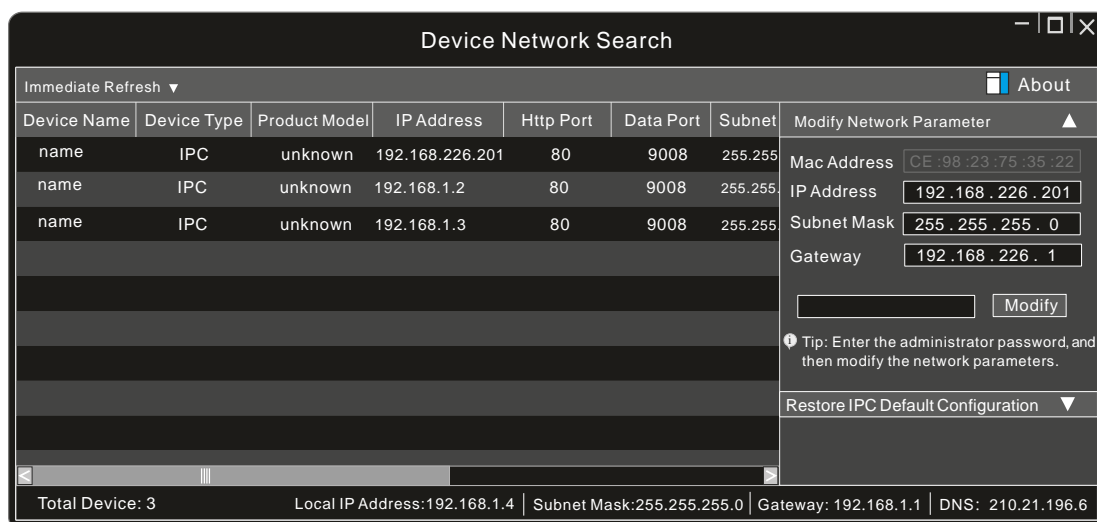 Device Network Search
Immediate Refresh ▼ About
Device Name Device Type Product Model IP Address Http Port Data Port Subnet
name IPC unknown 192.168.226.201 80 9008 255.255
name IPC unknown 192.168.1.2 80 9008 255.255.
name IPC unknown 192.168.1.3 80 9008 255.255.
Modify Network Parameter
Mac Address CE :98 :23 :75 :35 :22
IP Address 192 .168 . 226 . 201
Subnet Mask 255 . 255 . 255 . 0
Gateway 192 .168 . 226 . 1
Modify
Tip: Enter the administrator password, and
then modify the network parameters.
Restore IPC Default Configuration
Total Device: 3 Local IP Address:192.168.1.4 Subnet Mask:255.255.255.0 Gateway: 192.168.1.1 DNS: 210.21.196.6